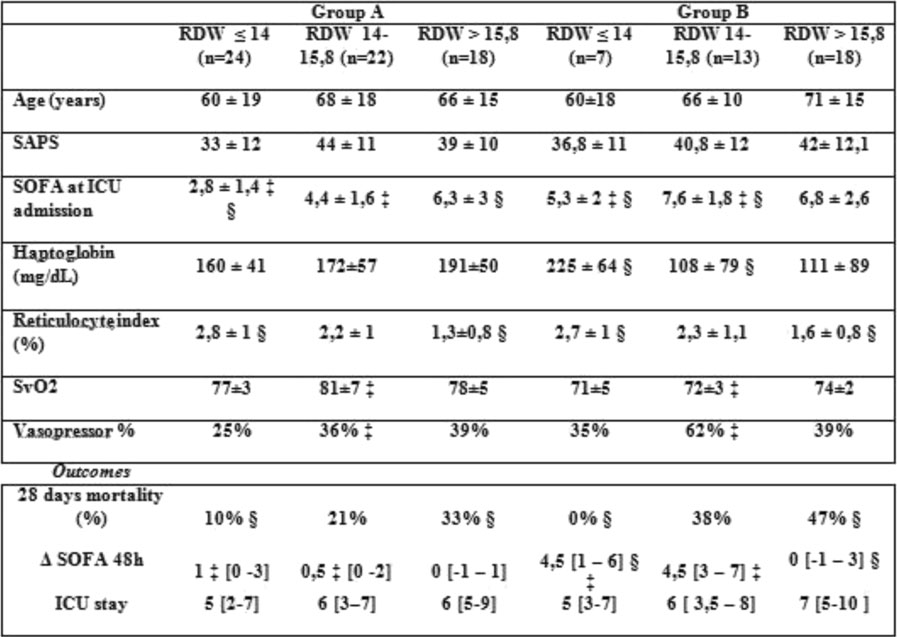 Group A Group B
RDW ≤ 14 RDW 14- RDW > 15,8 RDW ≤ 14 RDW 14- RDW > 15,8
(n=24) 15,8 (n=22) (n=18) (n=7) 15,8 (n=13) (n=18)
Age (years) 60 ± 19 68 ± 18 66 ± 15 60±18 66 ± 10 71 ± 15
SAPS 33 ± 12 44 ± 11 39 ± 10 36,8 ± 11 40,8 ± 12 42± 12,1
SOFA at ICU 2,8 ± 1,4 ‡ 4,4 ± 1,6 ‡ 6,3 ± 3 § 5,3 ± 2 ‡ § 7,6 ± 1,8 ‡ § 6,8 ± 2,6
admission §
Haptoglobin 160 ± 41 172±57 191±50 225 ± 64 § 108 ± 79 § 111 ± 89
(mg/dL)
Reticulocyte index 2,8 ± 1 § 2,2 ± 1 1,3±0,8 § 2,7 ± 1 § 2,3 ± 1,1 1,6 ± 0,8 §
(%)
SvO2 77±3 81±7 ‡ 78±5 71±5 72±3 ‡ 74±2
Vasopressor % 25% 36% ‡ 39% 35% 62% ‡ 39%
Outcomes
28 days mortality
(%) 10% § 21% 33% § 0% § 38% 47% §
Δ SOFA 48h 1 ‡ [0 -3] 0,5 ‡ [0 -2] 0 [-1 – 1] 4,5 [1 – 6] § 4,5 [3 – 7] ‡ 0 [-1 – 3] §
‡
ICU stay 5 [2-7] 6 [3–7] 6 [5-9] 5 [3-7] 6 [ 3,5 – 8] 7 [5-10 ]